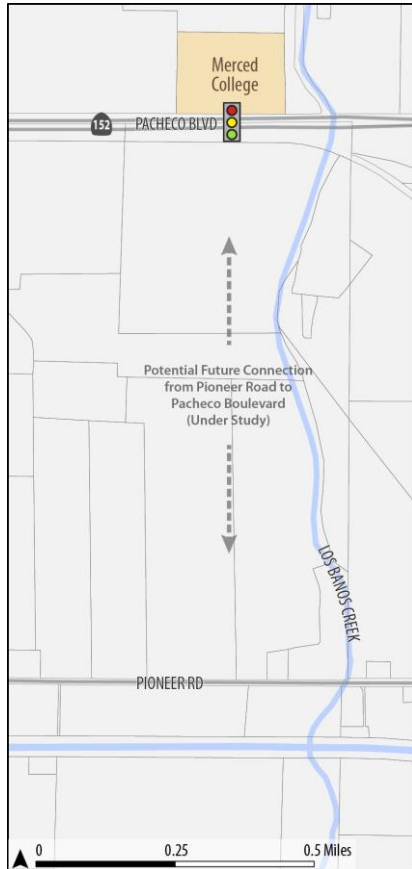 Merced
College
152
PACHECO BLVD
Potential Future Connection
from Pioneer Road to
Pacheco Boulevard
(Under Study)
LOS BANOS CREEK
PIONEER RD
0 0.25 0.5 Miles